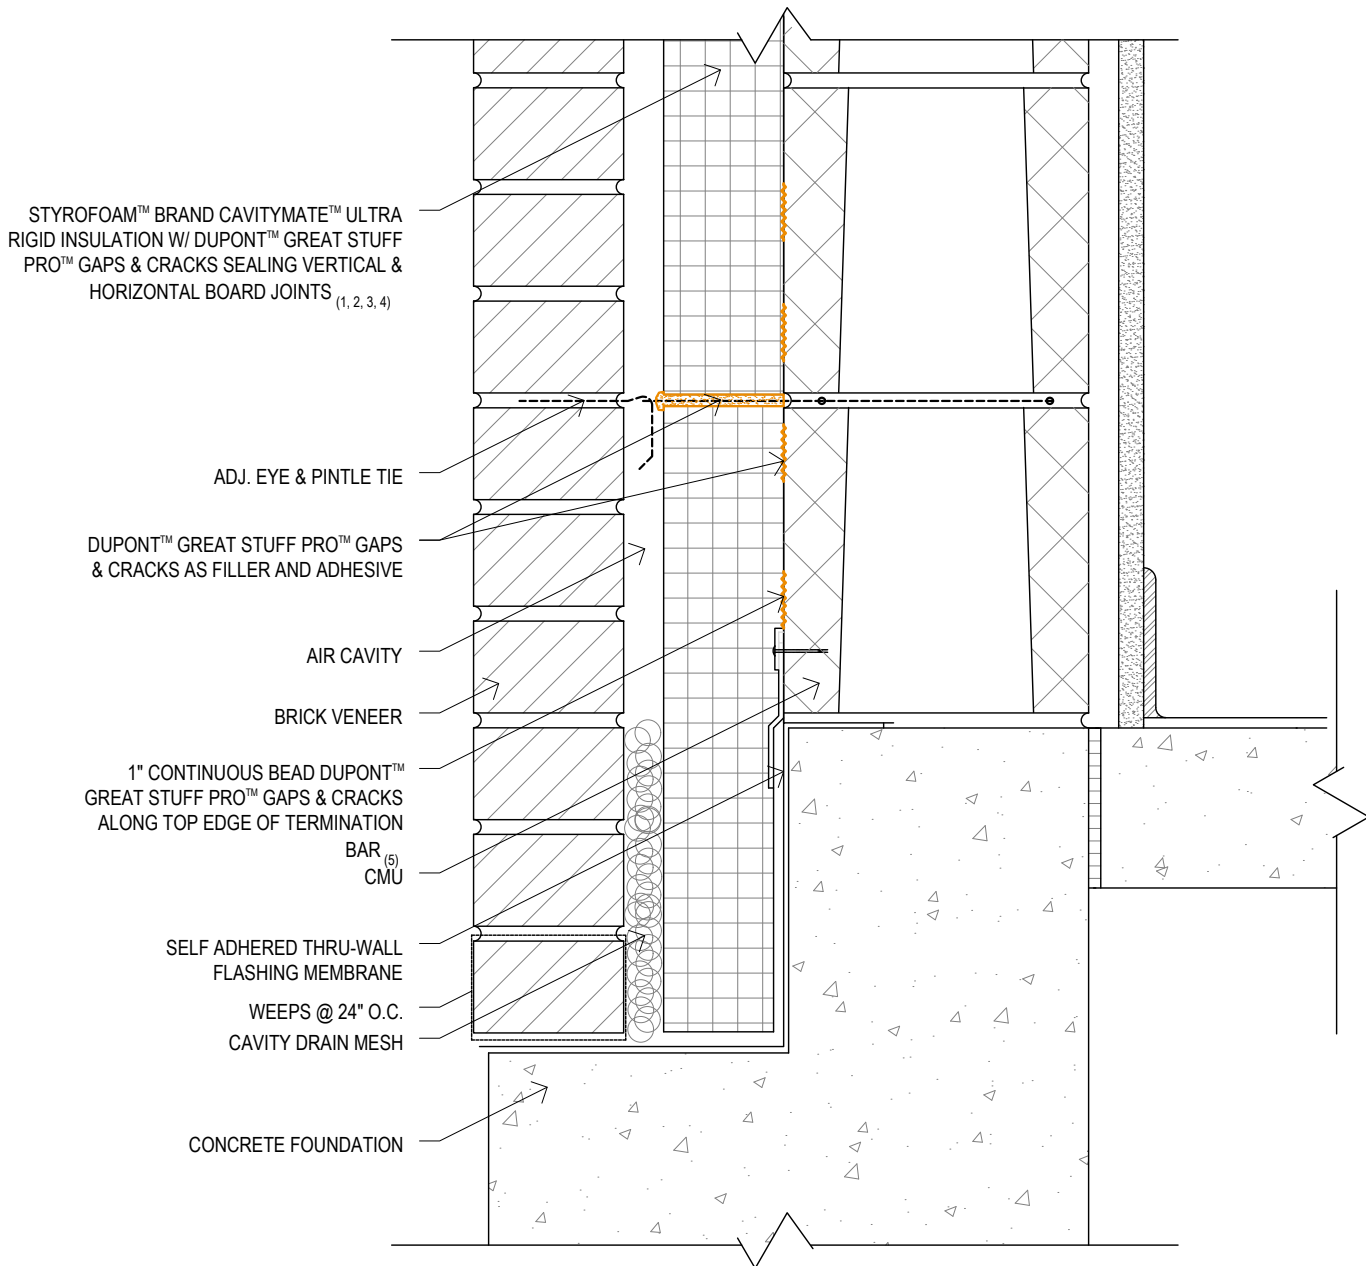 STYROFOAM™ BRAND CAVITYMATE™ ULTRA
RIGID INSULATION W/ DUPONT™ GREAT STUFF
PRO™ GAPS & CRACKS SEALING VERTICAL &
HORIZONTAL BOARD JOINTS (1, 2, 3, 4)
ADJ. EYE & PINTLE TIE
DUPONT™ GREAT STUFF PRO™ GAPS
& CRACKS AS FILLER AND ADHESIVE
AIR CAVITY
BRICK VENEER
1" CONTINUOUS BEAD DUPONT™
GREAT STUFF PRO™ GAPS & CRACKS
ALONG TOP EDGE OF TERMINATION
BAR (5)
CMU
SELF ADHERED THRU-WALL
FLASHING MEMBRANE
WEEPS @ 24" O.C.
CAVITY DRAIN MESH
CONCRETE FOUNDATION